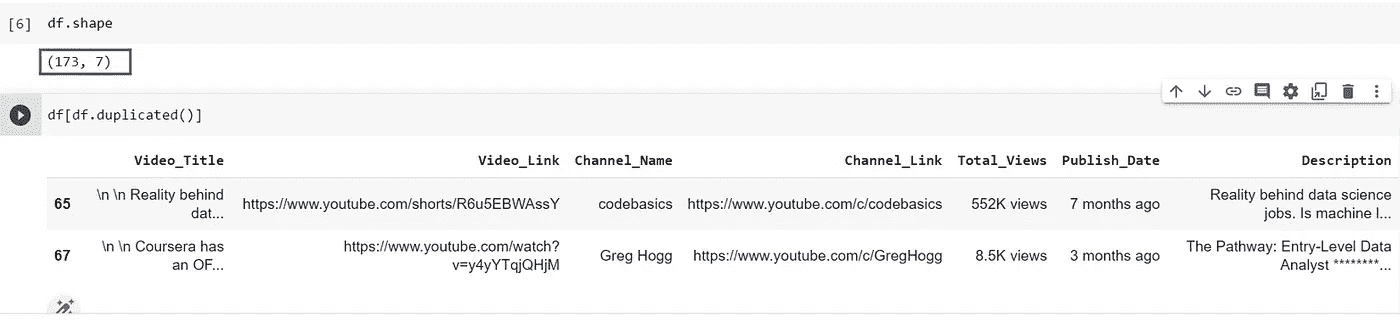 [6] df.shape
(173, 7)
df[df.duplicated()]
Video_Title Video_Link Channel_Name Channel_Link Total_Views Publish_Date Description
65 \n \n Reality behind dat... https://www.youtube.com/shorts/R6u5EBWAssY codebasics https://www.youtube.com/c/codebasics 552K views 7 months ago Reality behind data science jobs. Is machine l...
67 \n \n Coursera has an OF... https://www.youtube.com/watch?v=y4yYTqjQHjM Greg Hogg https://www.youtube.com/c/GregHogg 8.5K views 3 months ago The Pathway: Entry-Level Data Analyst ********...